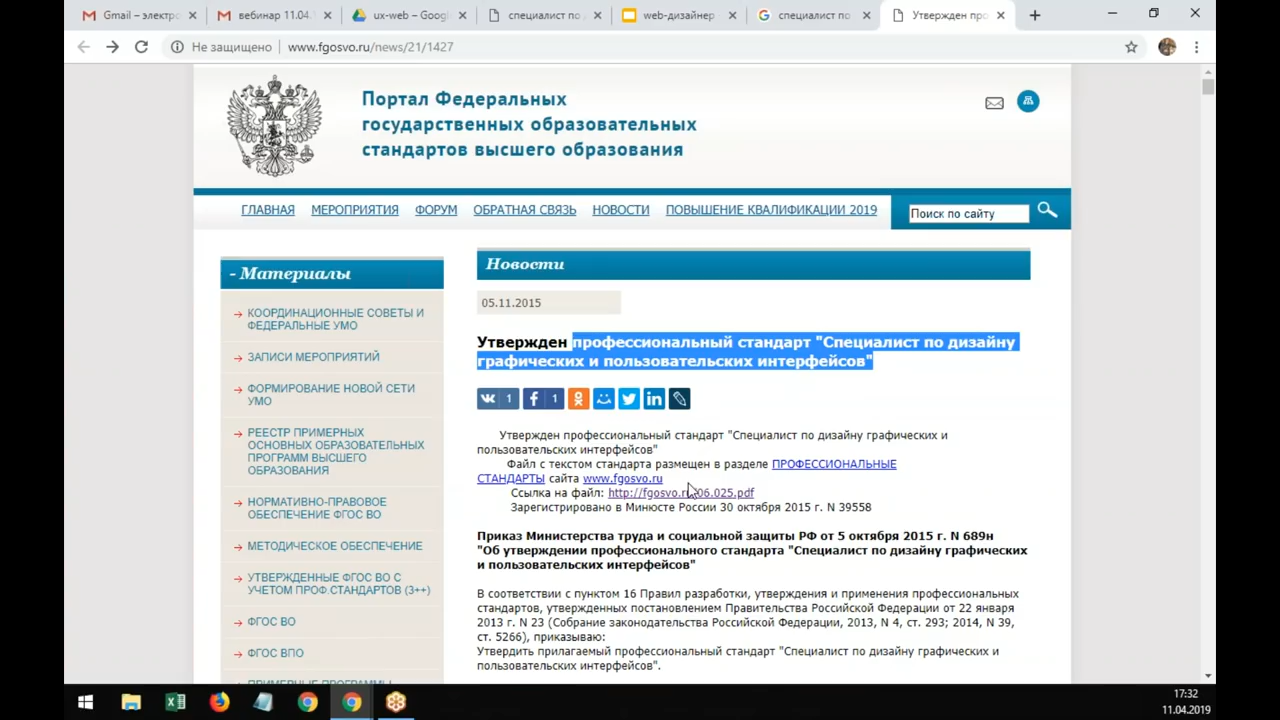 Gmail – электрс
вебинар 11.04.
ux-web – Googl
специалист по
web-дизайнер
специалист по
Утвержден про
Не защищено
www.fgosvo.ru/news/21/1427
Портал Федеральных
государственных образовательных
стандартов высшего образования
ГЛАВНАЯ МЕРОПРИЯТИЯ ФОРУМ ОБРАТНАЯ СВЯЗЬ НОВОСТИ ПОВЫШЕНИЕ КВАЛИФИКАЦИИ 2019
Поиск по сайту
- Материалы
КООРДИНАЦИОННЫЕ СОВЕТЫ И
ФЕДЕРАЛЬНЫЕ УМО
ЗАПИСИ МЕРОПРИЯТИЙ
ФОРМИРОВАНИЕ НОВОЙ СЕТИ
УМО
РЕЕСТР ПРИМЕРНЫХ
ОСНОВНЫХ ОБРАЗОВАТЕЛЬНЫХ
ПРОГРАММ ВЫСШЕГО
ОБРАЗОВАНИЯ
НОРМАТИВНО-ПРАВОВОЕ
ОБЕСПЕЧЕНИЕ ФГОС ВО
МЕТОДИЧЕСКОЕ ОБЕСПЕЧЕНИЕ
УТВЕРЖДЕННЫЕ ФГОС ВО С
УЧЕТОМ ПРОФ.СТАНДАРТОВ (3++)
ФГОС ВО
ФГОС ВПО
ПРИМЕРНЫЕ ПРОГРАММЫ
Новости
05.11.2015
Утвержден профессиональный стандарт "Специалист по дизайну
графических и пользовательских интерфейсов"
1 1
Утвержден профессиональный стандарт "Специалист по дизайну графических и
пользовательских интерфейсов"
Файл с текстом стандарта размещен в разделе ПРОФЕССИОНАЛЬНЫЕ
СТАНДАРТЫ сайта www.fgosvo.ru
Ссылка на файл: http://fgosvo.ru/06.025.pdf
Зарегистрировано в Минюсте России 30 октября 2015 г. N 39558
Приказ Министерства труда и социальной защиты РФ от 5 октября 2015 г. N 689н
"Об утверждении профессионального стандарта "Специалист по дизайну графических
и пользовательских интерфейсов"
В соответствии с пунктом 16 Правил разработки, утверждения и применения профессиональных
стандартов, утвержденных постановлением Правительства Российской Федерации от 22 января
2013 г. N 23 (Собрание законодательства Российской Федерации, 2013, N 4, ст. 293; 2014, N 39,
ст. 5266), приказываю:
Утвердить прилагаемый профессиональный стандарт "Специалист по дизайну графических и
пользовательских интерфейсов".
17:32
11.04.2019